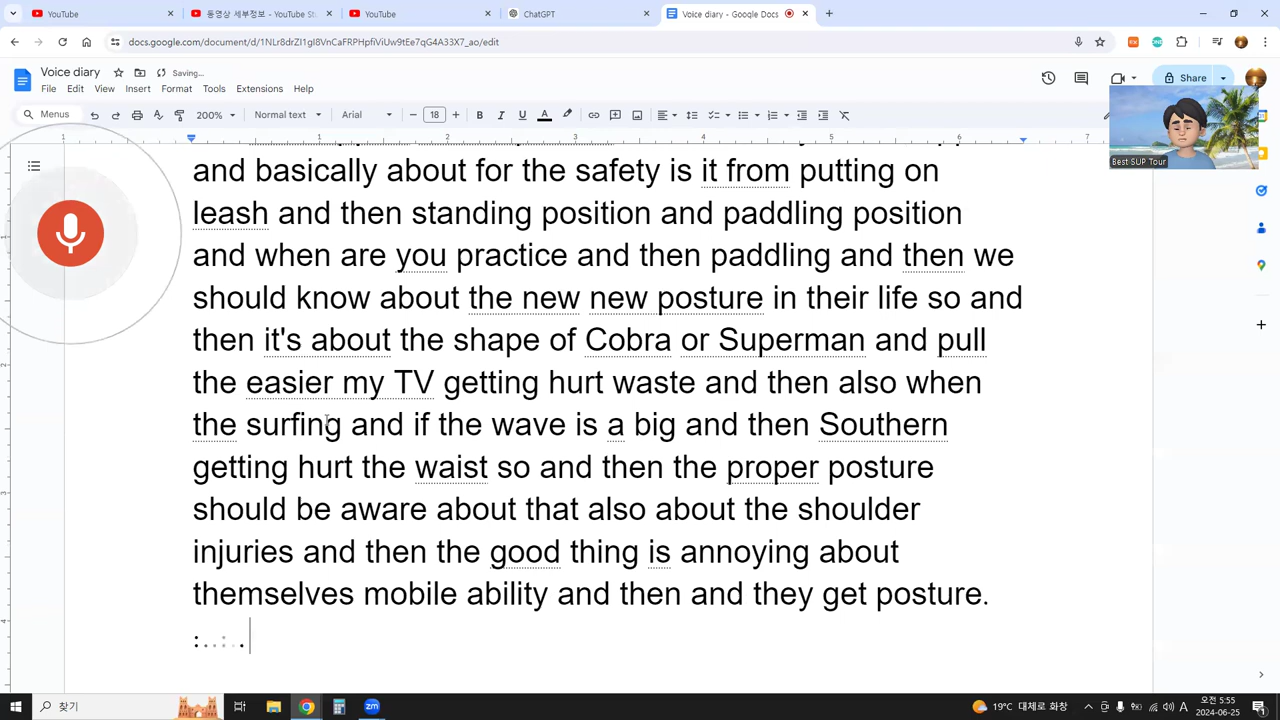 YouTube
동영상 세부정보 - YouTube St
YouTube
ChatGPT
Voice diary - Google Docs
docs.google.com/document/d/1NLr8drZI1gI8VnCaFRPHpfiViUw9tEe7qG4A33X7_ao/edit
Voice diary
Saving...
File Edit View Insert Format Tools Extensions Help
Share
Menus
200%
Normal text
Arial
18
Best SUP Tour
and basically about for the safety is it from putting on
leash and then standing position and paddling position
and when are you practice and then paddling and then we
should know about the new new posture in their life so and
then it's about the shape of Cobra or Superman and pull
the easier my TV getting hurt waste and then also when
the surfing and if the wave is a big and then Southern
getting hurt the waist so and then the proper posture
should be aware about that also about the shoulder
injuries and then the good thing is annoying about
themselves mobile ability and then and they get posture.
찾기
19°C 대체로 화창
오전 5:55
2024-06-25